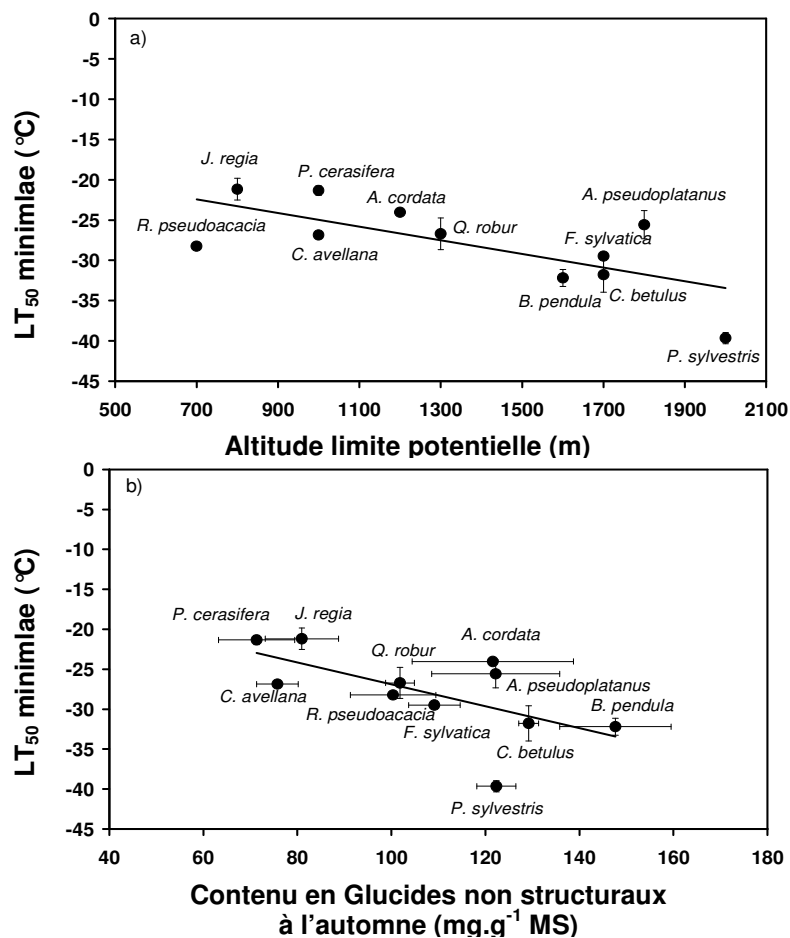 a)
LT50 minimlae (°C)
0
-5
-10
-15
-20
-25
-30
-35
-40
-45
J. regia
P. cerasifera
A. cordata
A. pseudoplatanus
R. pseudoacacia
C. avellana
Q. robur
F. sylvatica
B. pendula
C. betulus
P. sylvestris
500 700 900 1100 1300 1500 1700 1900 2100
Altitude limite potentielle (m)
b)
LT50 minimlae (°C)
0
-5
-10
-15
-20
-25
-30
-35
-40
-45
P. cerasifera
J. regia
Q. robur
A. cordata
C. avellana
R. pseudoacacia
A. pseudoplatanus
B. pendula
F. sylvatica
C. betulus
P. sylvestris
40 60 80 100 120 140 160 180
Contenu en Glucides non structuraux
à l'automne (mg.g-1 MS)